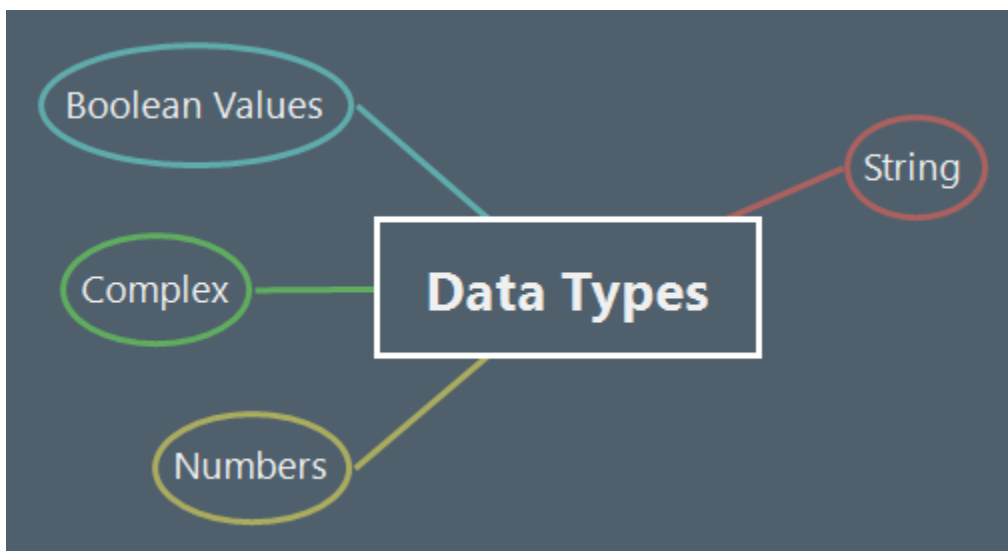 Boolean Values
String
Complex
Data Types
Numbers